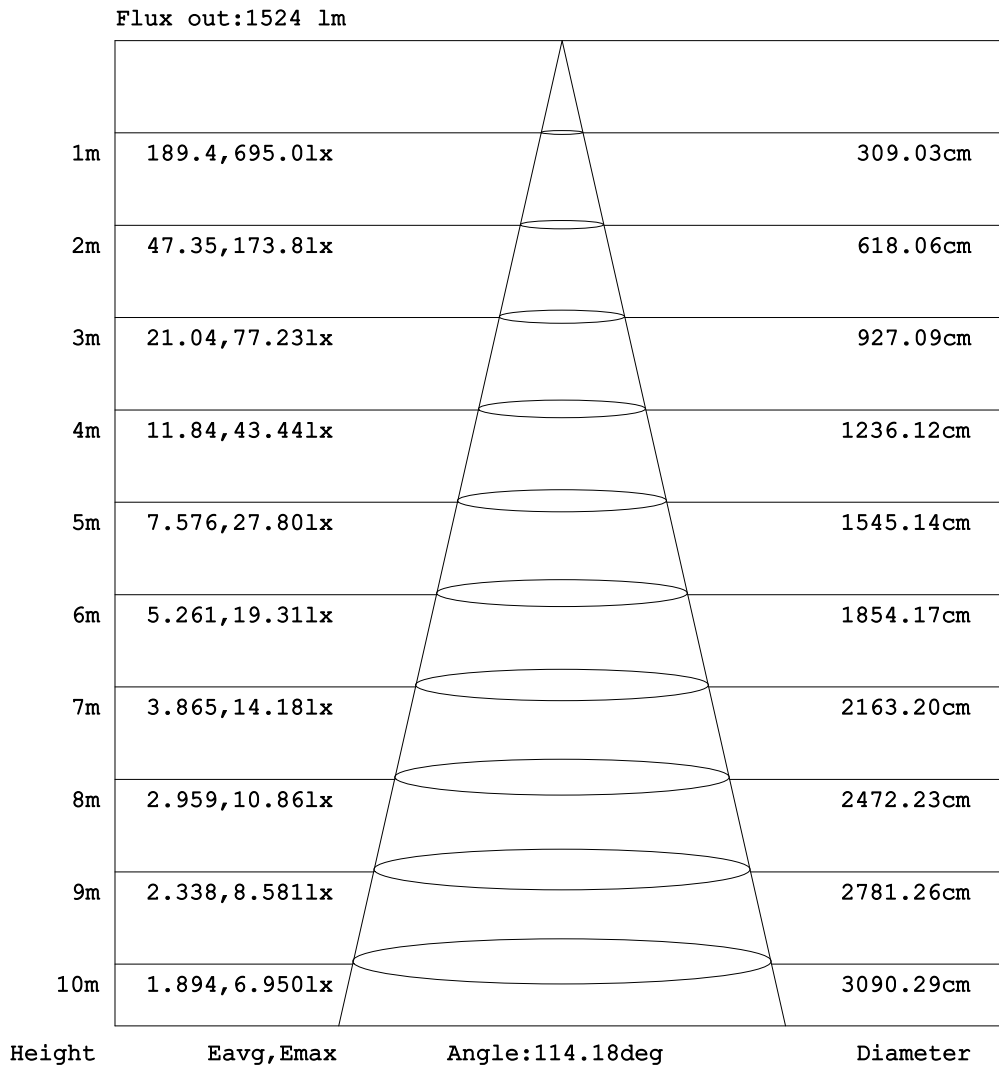 Flux out:1524 lm
1m 189.4,695.0lx 309.03cm
2m 47.35,173.8lx 618.06cm
3m 21.04,77.23lx 927.09cm
4m 11.84,43.44lx 1236.12cm
5m 7.576,27.80lx 1545.14cm
6m 5.261,19.31lx 1854.17cm
7m 3.865,14.18lx 2163.20cm
8m 2.959,10.86lx 2472.23cm
9m 2.338,8.581lx 2781.26cm
10m 1.894,6.950lx 3090.29cm
Height Eavg,Emax Angle:114.18deg Diameter